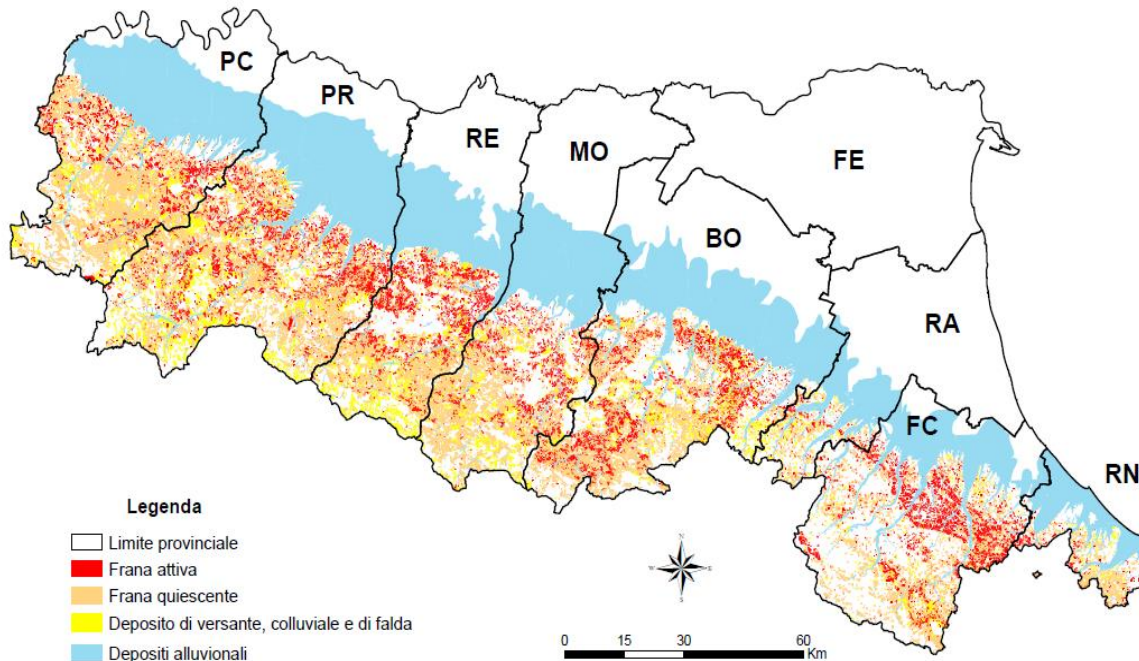 PC
PR
RE
MO
FE
BO
RA
FC
RN
Legenda
Limite provinciale
Frana attiva
Frana quiescente
Deposito di versante, colluviale e di falda
Depositi alluvionali
N
W E
S
0 15 30 60
Km